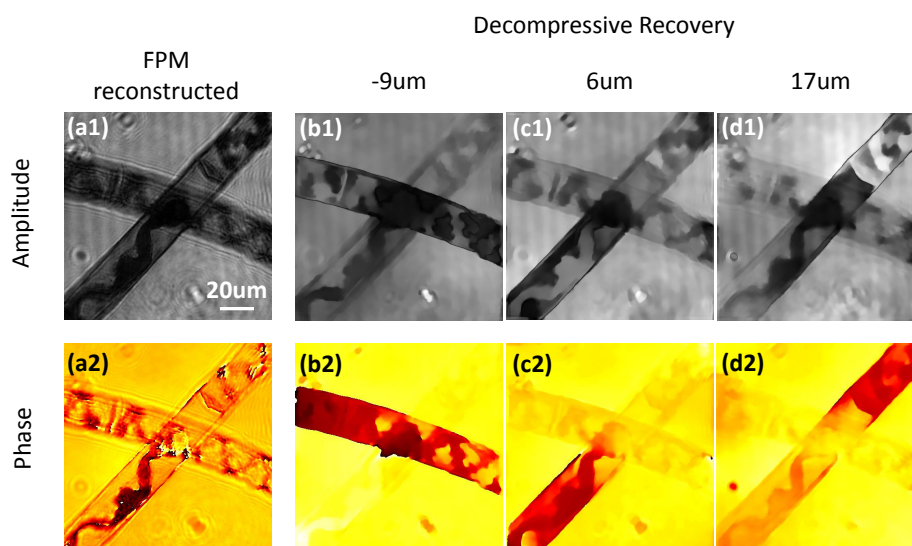 Decompressive Recovery
FPM
reconstructed
-9um
6um
17um
Amplitude
(a1)
(b1)
(c1)
(d1)
20um
Phase
(a2)
(b2)
(c2)
(d2)